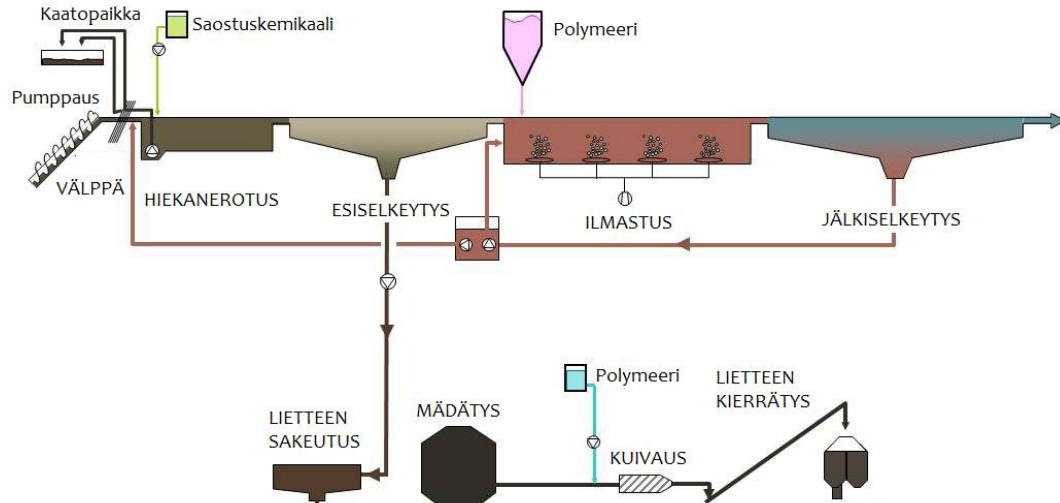 Kaatopaikka
Saostuskemikaali
Polymeeri
Pumppaus
VÄLPPÄ
HIEKANEROTUS
ESISELKEYTYS
ILMASTUS
JÄLKISELKEYTYS
Polymeeri
LIETTEEN
KIERRÄTYS
LIETTEEN
SAKEUTUS
MÄDÄTYS
KUIVAUS